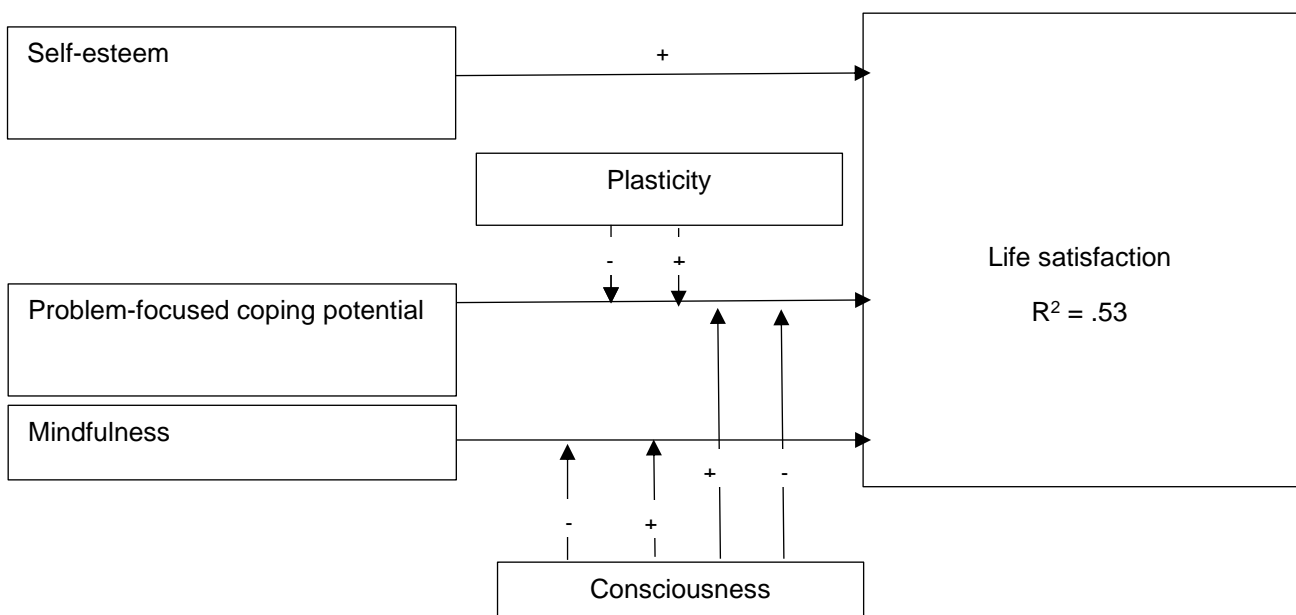 Self-esteem
+
Plasticity
- +
Life satisfaction
R² = .53
Problem-focused coping potential
Mindfulness
+ -
- +
Consciousness